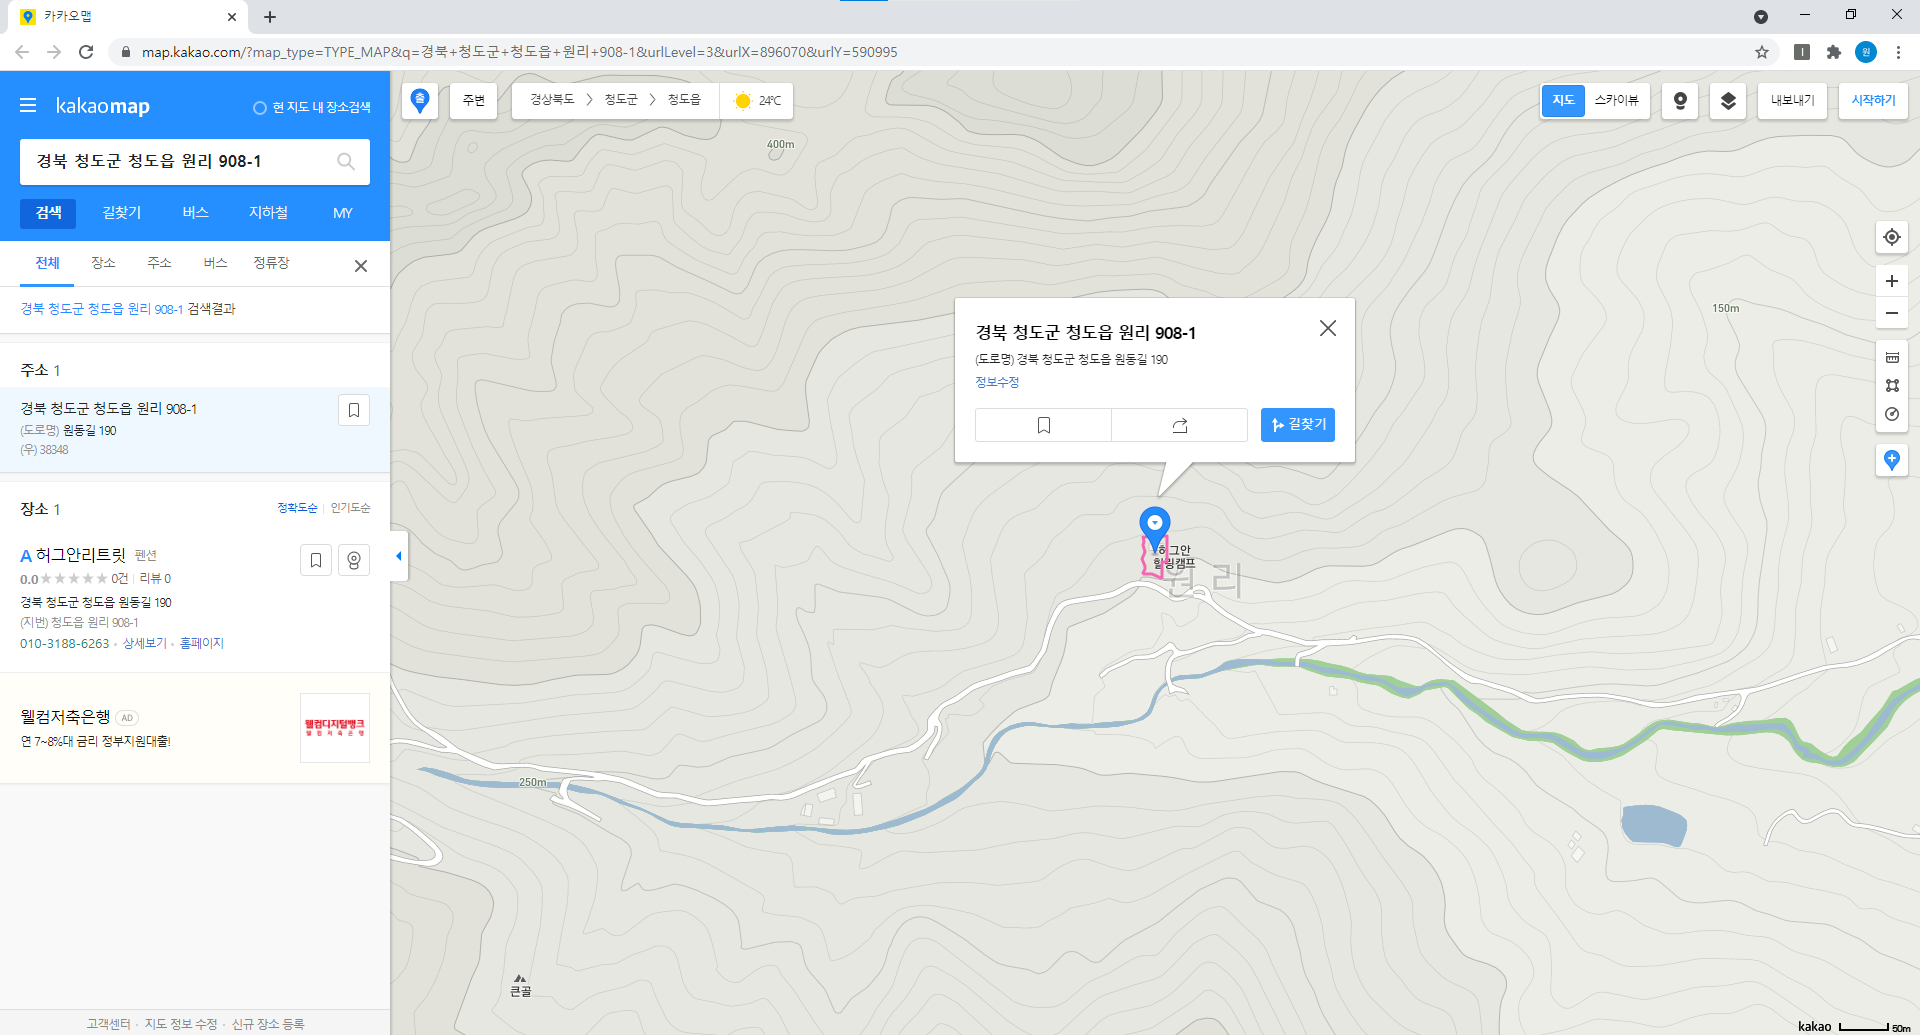 카카오맵
map.kakao.com/?map_type=TYPE_MAP&q=경북+청도군+청도읍+원리+908-1&urlLevel=3&urlX=896070&urlY=590995
원
kakaomap
현 지도 내 장소검색
경북 청도군 청도읍 원리 908-1
검색 길찾기 버스 지하철 MY
전체 장소 주소 버스 정류장
경북 청도군 청도읍 원리 908-1 검색결과
주소 1
경북 청도군 청도읍 원리 908-1
(도로명) 원동길 190
(우) 38348
장소 1
정확도순 인기도순
A 허그안리트릿 펜션
0.0 0건 리뷰 0
경북 청도군 청도읍 원동길 190
(지번) 청도읍 원리 908-1
010-3188-6263 · 상세보기 · 홈페이지
웰컴저축은행 AD
연 7~8%대 금리 정부지원대출!
웰컴디지털뱅크
웰컴저축은행
고객센터 · 지도 정보 수정 · 신규 장소 등록
출
주변
경상북도 청도군 청도읍
24℃
지도 스카이뷰
내보내기
시작하기
400m
150m
경북 청도군 청도읍 원리 908-1
(도로명) 경북 청도군 청도읍 원동길 190
정보수정
길찾기
허그안
힐링캠프
원리
250m
큰골
kakao
50m